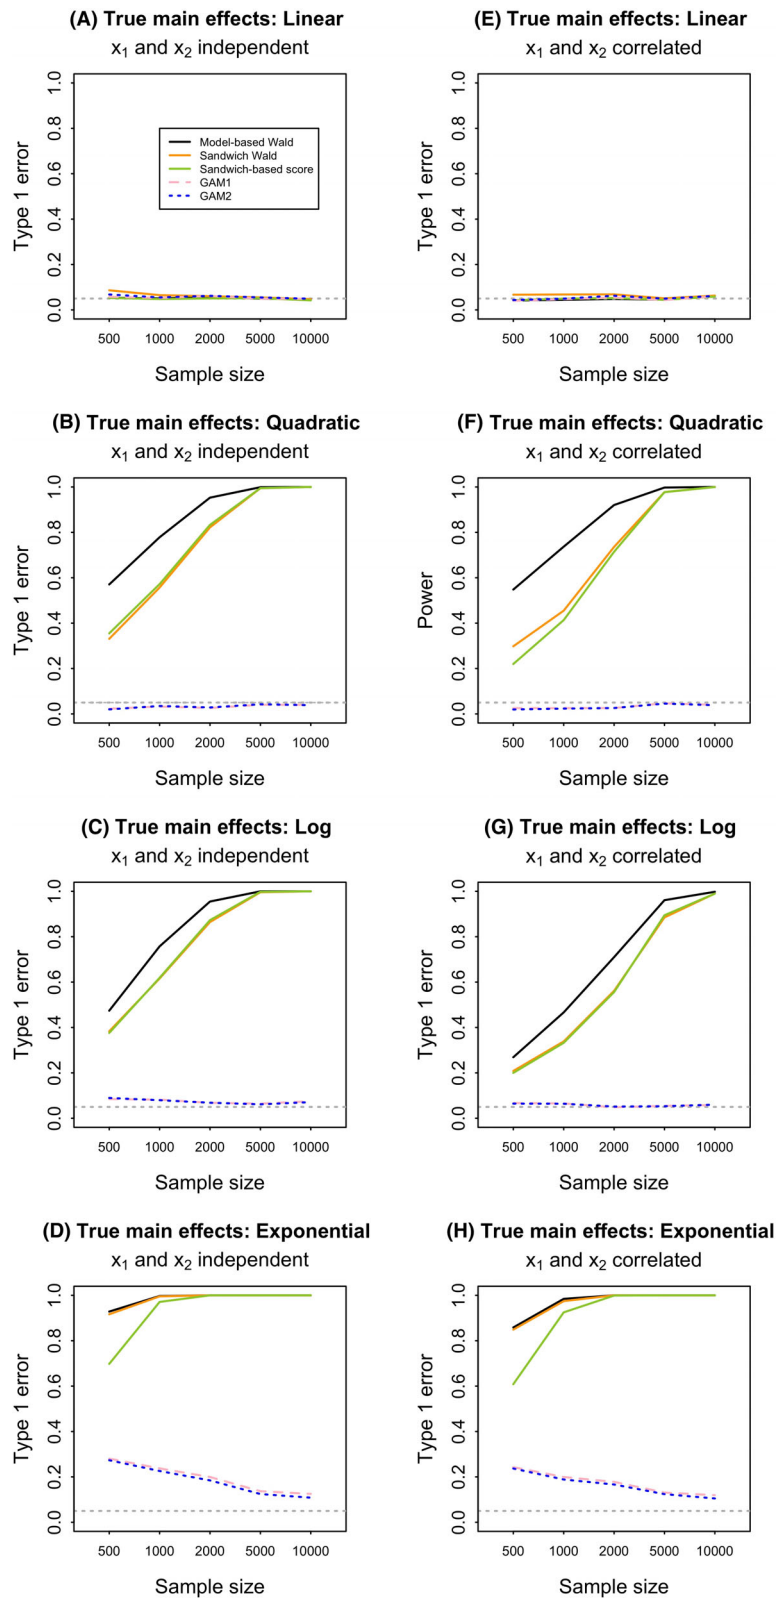 (A) True main effects: Linear
x1 and x2 independent
Type 1 error
1.0
0.8
0.6
0.4
0.2
0.0
Model-based Wald
Sandwich Wald
Sandwich-based score
GAM1
GAM2
500 1000 2000 5000 10000
Sample size
(E) True main effects: Linear
x1 and x2 correlated
Type 1 error
1.0
0.8
0.6
0.4
0.2
0.0
500 1000 2000 5000 10000
Sample size
(B) True main effects: Quadratic
x1 and x2 independent
Type 1 error
1.0
0.8
0.6
0.4
0.2
0.0
500 1000 2000 5000 10000
Sample size
(F) True main effects: Quadratic
x1 and x2 correlated
Power
1.0
0.8
0.6
0.4
0.2
0.0
500 1000 2000 5000 10000
Sample size
(C) True main effects: Log
x1 and x2 independent
Type 1 error
1.0
0.8
0.6
0.4
0.2
0.0
500 1000 2000 5000 10000
Sample size
(G) True main effects: Log
x1 and x2 correlated
Type 1 error
1.0
0.8
0.6
0.4
0.2
0.0
500 1000 2000 5000 10000
Sample size
(D) True main effects: Exponential
x1 and x2 independent
Type 1 error
1.0
0.8
0.6
0.4
0.2
0.0
500 1000 2000 5000 10000
Sample size
(H) True main effects: Exponential
x1 and x2 correlated
Type 1 error
1.0
0.8
0.6
0.4
0.2
0.0
500 1000 2000 5000 10000
Sample size